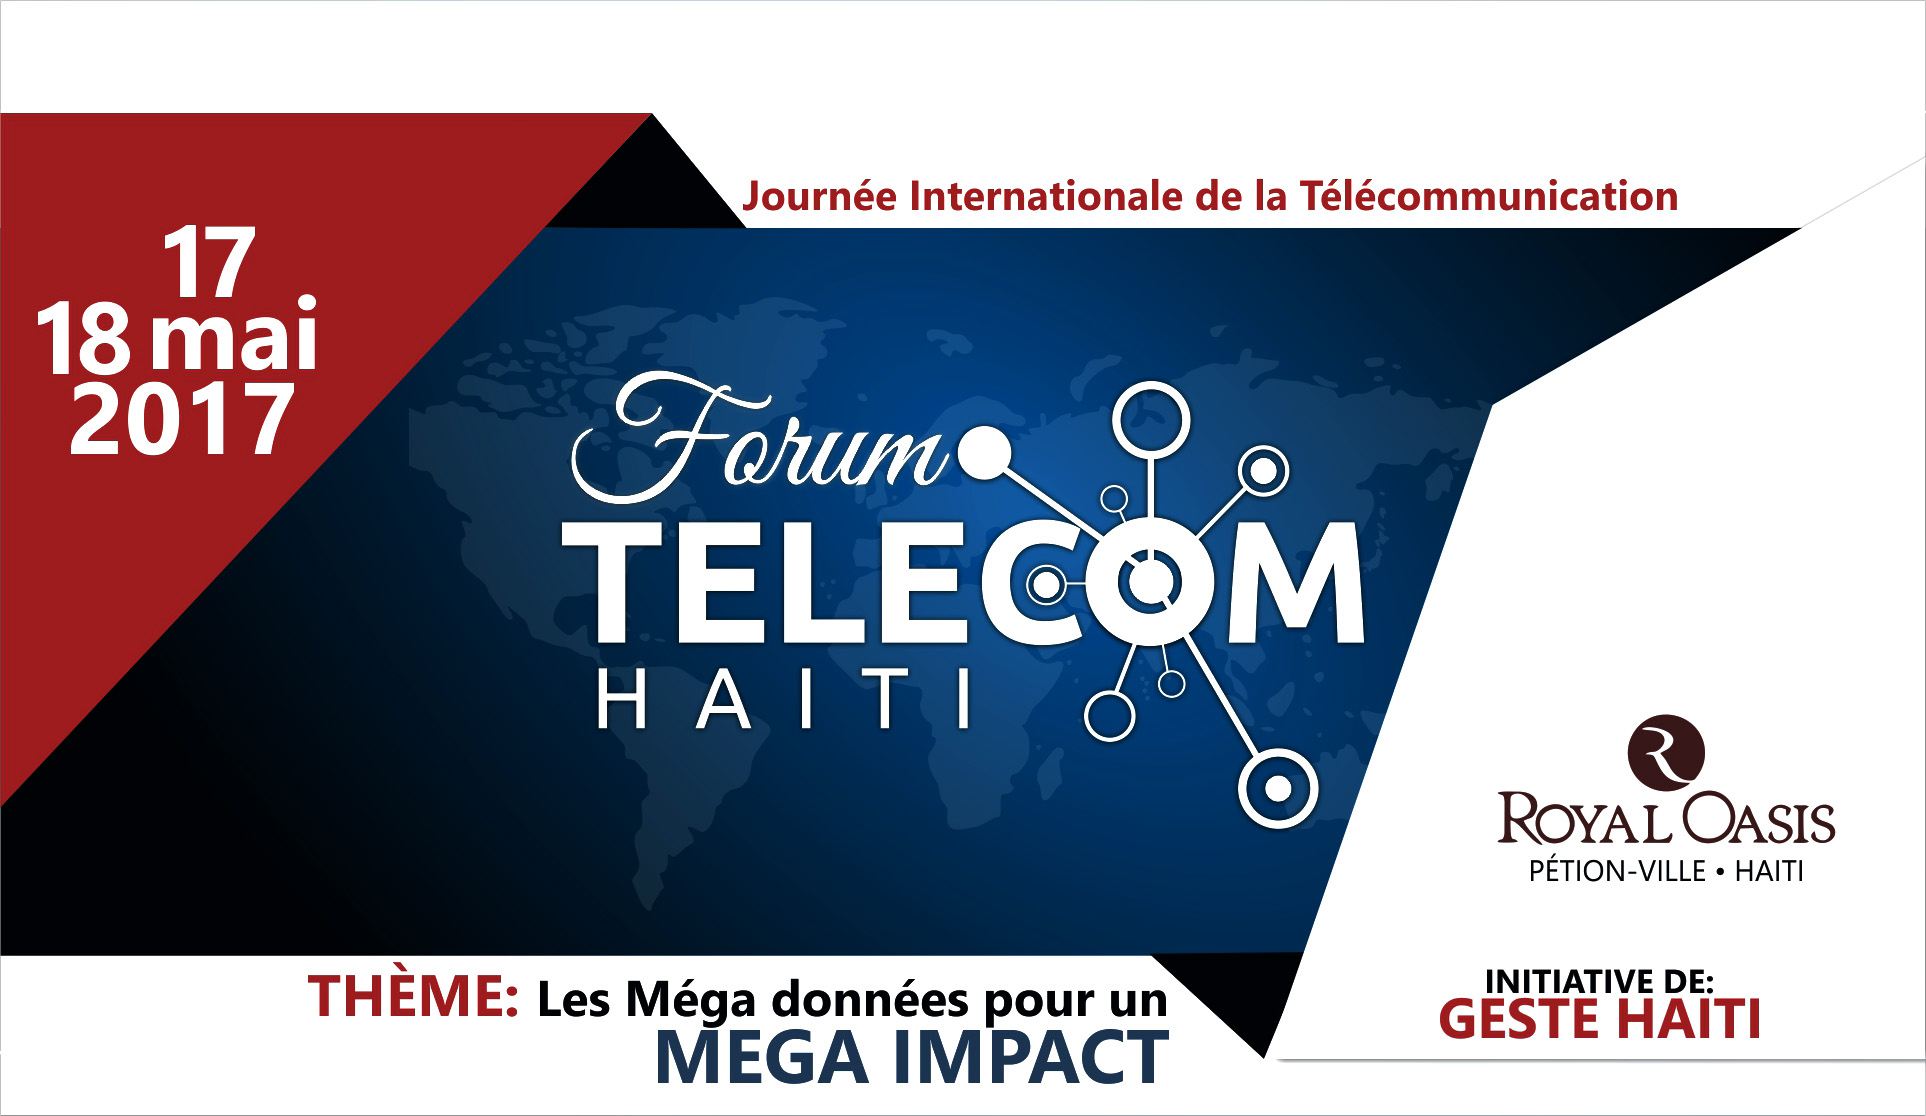 17
18 mai
2017
Journée Internationale de la Télécommunication
Forum
TELECOM
HAITI
R
ROYAL OASIS
PÉTION-VILLE • HAITI
THÈME: Les Méga données pour un
MEGA IMPACT
INITIATIVE DE:
GESTE HAITI